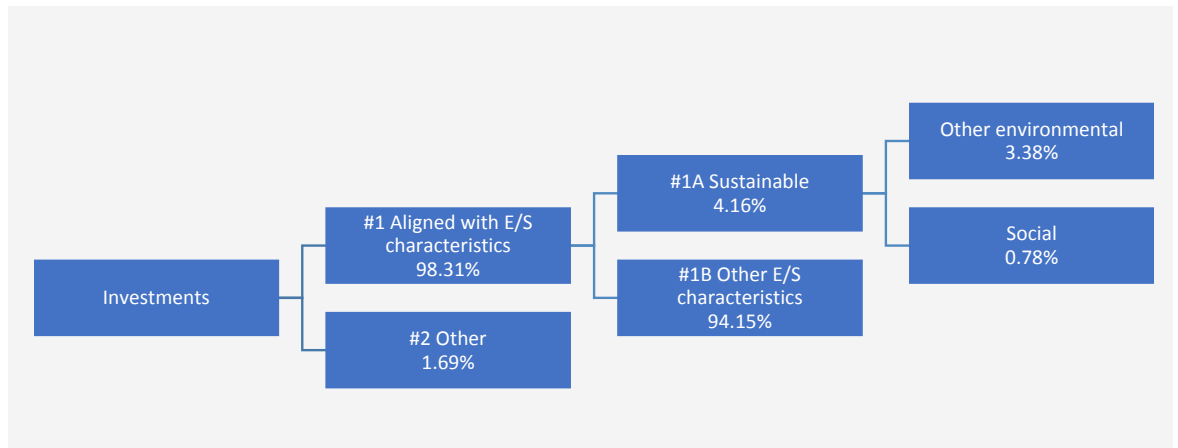 Investments
#1 Aligned with E/S
characteristics
98.31%
#2 Other
1.69%
#1A Sustainable
4.16%
#1B Other E/S
characteristics
94.15%
Other environmental
3.38%
Social
0.78%